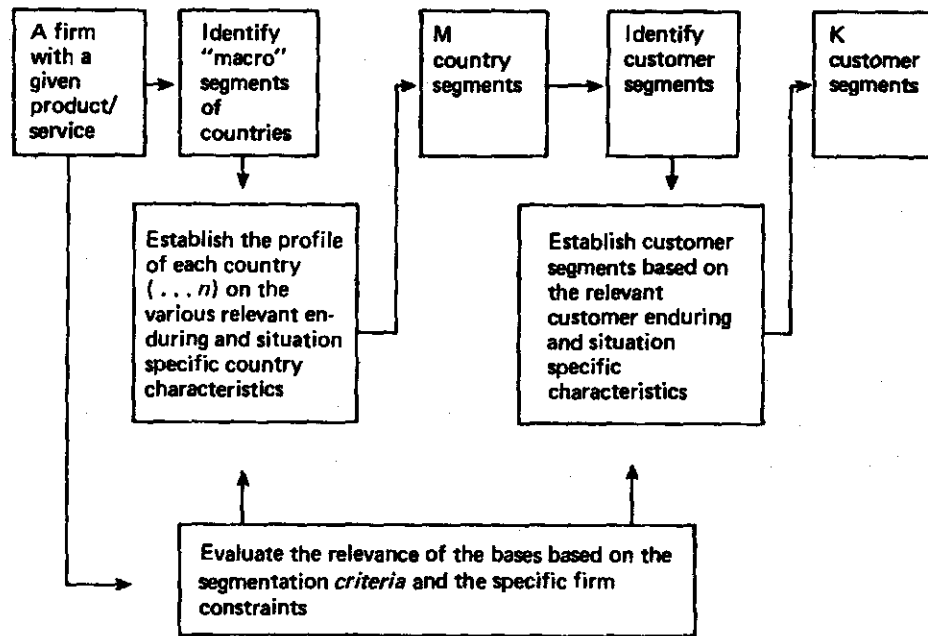 A firm
with a
given
product/
service
Identify
“macro”
segments
of
countries
M
country
segments
Identify
customer
segments
K
customer
segments
Establish the profile
of each country
( . . . n) on the
various relevant en-
during and situation
specific country
characteristics
Establish customer
segments based on
the relevant
customer enduring
and situation
specific
characteristics
Evaluate the relevance of the bases based on the
segmentation criteria and the specific firm
constraints